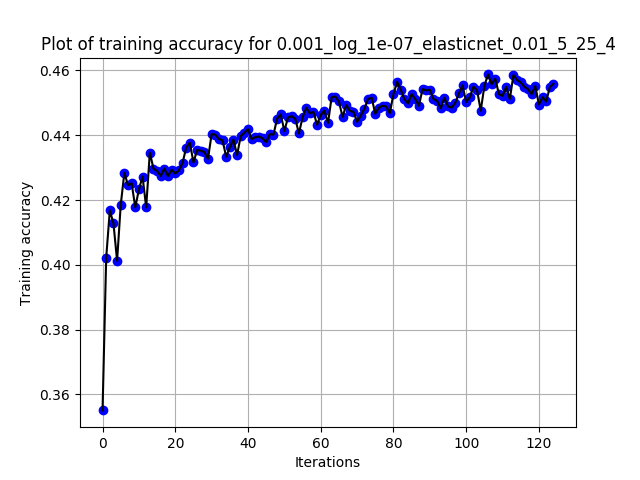 Plot of training accuracy for 0.001_log_1e-07_elasticnet_0.01_5_25_4
0.46
0.44
0.42
0.40
0.38
0.36
Training accuracy
0 20 40 60 80 100 120
Iterations